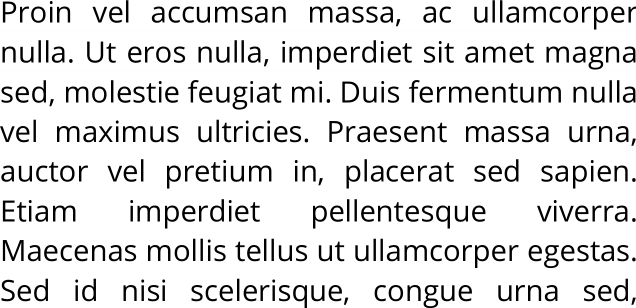 Proin vel accumsan massa, ac ullamcorper
nulla. Ut eros nulla, imperdiet sit amet magna
sed, molestie feugiat mi. Duis fermentum nulla
vel maximus ultricies. Praesent massa urna,
auctor vel pretium in, placerat sed sapien.
Etiam imperdiet pellentesque viverra.
Maecenas mollis tellus ut ullamcorper egestas.
Sed id nisi scelerisque, congue urna sed,